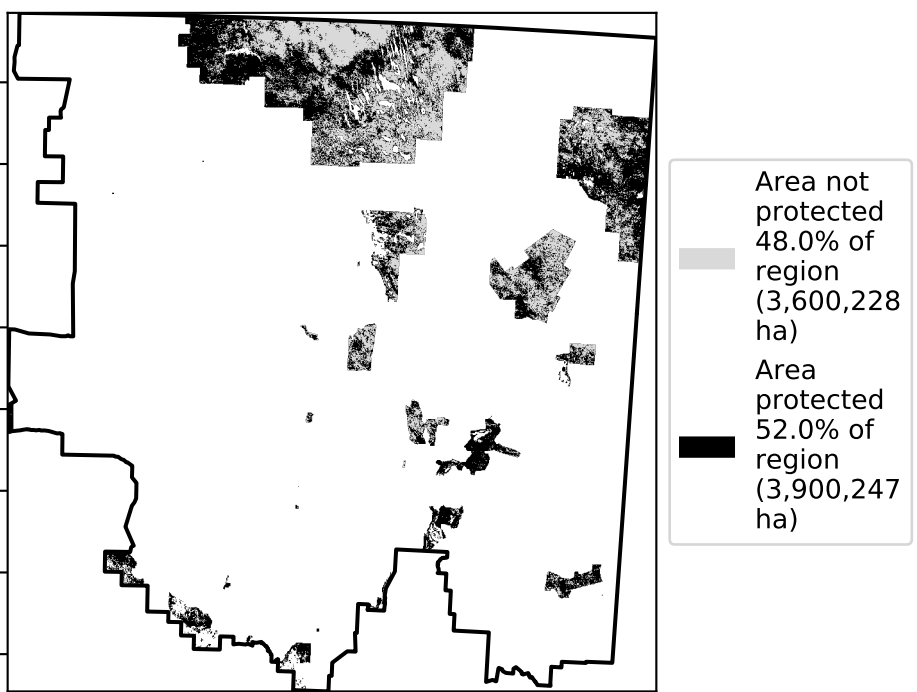 Area not
protected
48.0% of
region
(3,600,228
ha)
Area
protected
52.0% of
region
(3,900,247
ha)